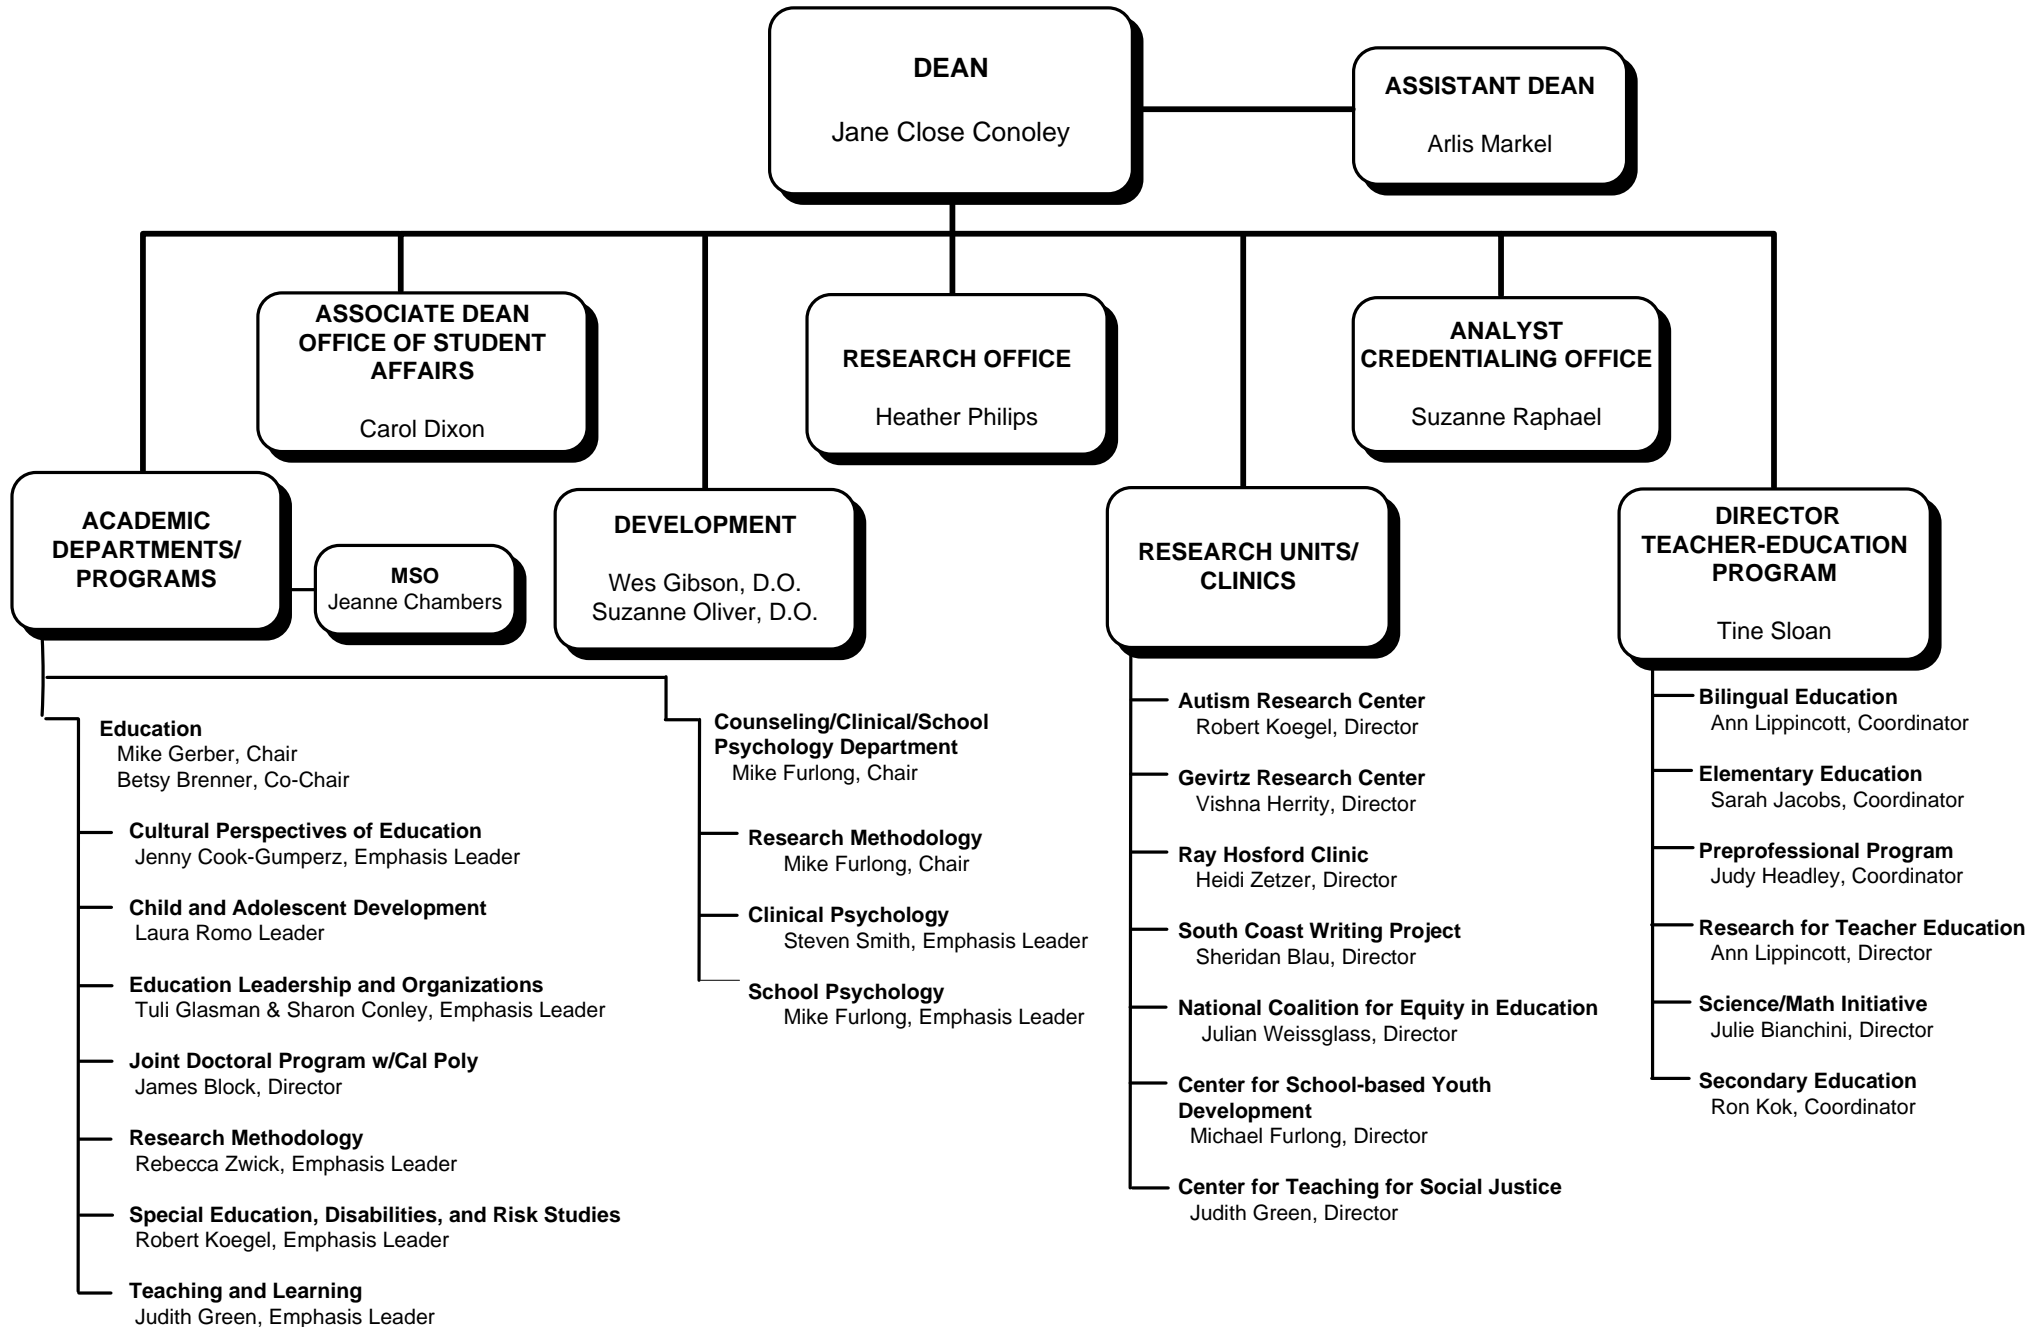 DEAN
Jane Close Conoley
ASSISTANT DEAN
Arlis Markel
ASSOCIATE DEAN
OFFICE OF STUDENT
AFFAIRS
Carol Dixon
RESEARCH OFFICE
Heather Philips
ANALYST
CREDENTIALING OFFICE
Suzanne Raphael
ACADEMIC
DEPARTMENTS/
PROGRAMS
MSO
Jeanne Chambers
DEVELOPMENT
Wes Gibson, D.O.
Suzanne Oliver, D.O.
RESEARCH UNITS/
CLINICS
DIRECTOR
TEACHER-EDUCATION
PROGRAM
Tine Sloan
Education
Mike Gerber, Chair
Betsy Brenner, Co-Chair
Cultural Perspectives of Education
Jenny Cook-Gumperz, Emphasis Leader
Child and Adolescent Development
Laura Romo Leader
Education Leadership and Organizations
Tuli Glasman & Sharon Conley, Emphasis Leader
Joint Doctoral Program w/Cal Poly
James Block, Director
Research Methodology
Rebecca Zwick, Emphasis Leader
Special Education, Disabilities, and Risk Studies
Robert Koegel, Emphasis Leader
Teaching and Learning
Judith Green, Emphasis Leader
Counseling/Clinical/School
Psychology Department
Mike Furlong, Chair
Research Methodology
Mike Furlong, Chair
Clinical Psychology
Steven Smith, Emphasis Leader
School Psychology
Mike Furlong, Emphasis Leader
Autism Research Center
Robert Koegel, Director
Gevirtz Research Center
Vishna Herrity, Director
Ray Hosford Clinic
Heidi Zetzer, Director
South Coast Writing Project
Sheridan Blau, Director
National Coalition for Equity in Education
Julian Weissglass, Director
Center for School-based Youth
Development
Michael Furlong, Director
Center for Teaching for Social Justice
Judith Green, Director
Bilingual Education
Ann Lippincott, Coordinator
Elementary Education
Sarah Jacobs, Coordinator
Preprofessional Program
Judy Headley, Coordinator
Research for Teacher Education
Ann Lippincott, Director
Science/Math Initiative
Julie Bianchini, Director
Secondary Education
Ron Kok, Coordinator